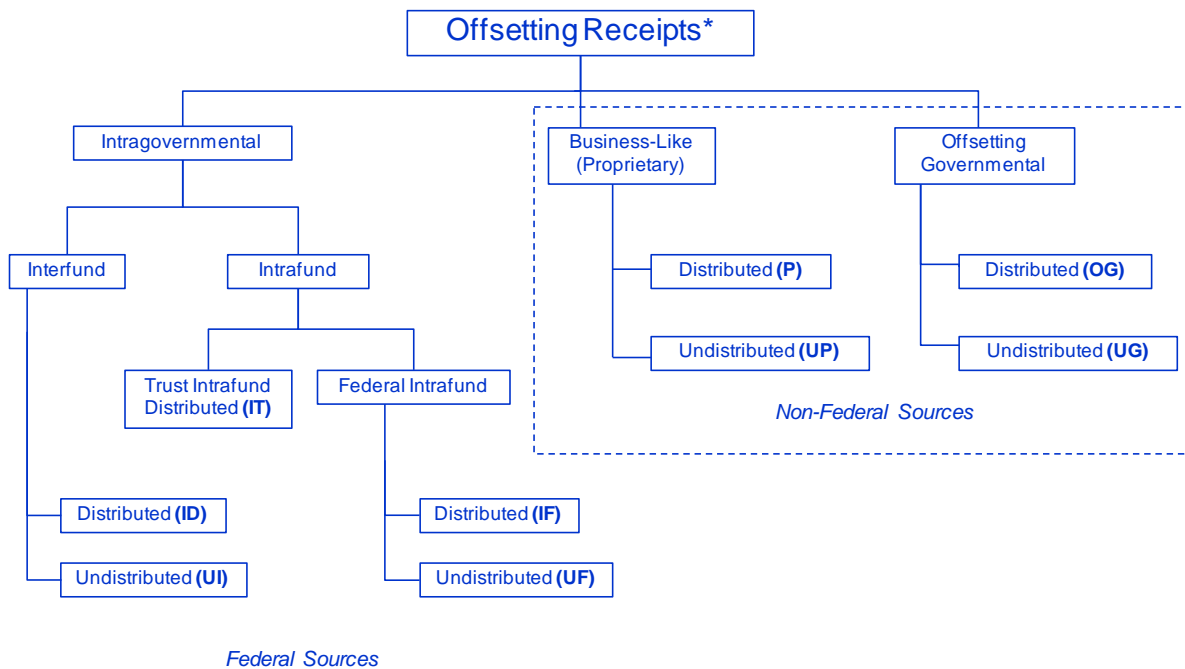 Offsetting Receipts*
Intragovernmental
Business-Like
(Proprietary)
Offsetting
Governmental
Interfund
Intrafund
Distributed (P)
Distributed (OG)
Undistributed (UP)
Undistributed (UG)
Trust Intrafund
Distributed (IT)
Federal Intrafund
Non-Federal Sources
Distributed (ID)
Distributed (IF)
Undistributed (UI)
Undistributed (UF)
Federal Sources